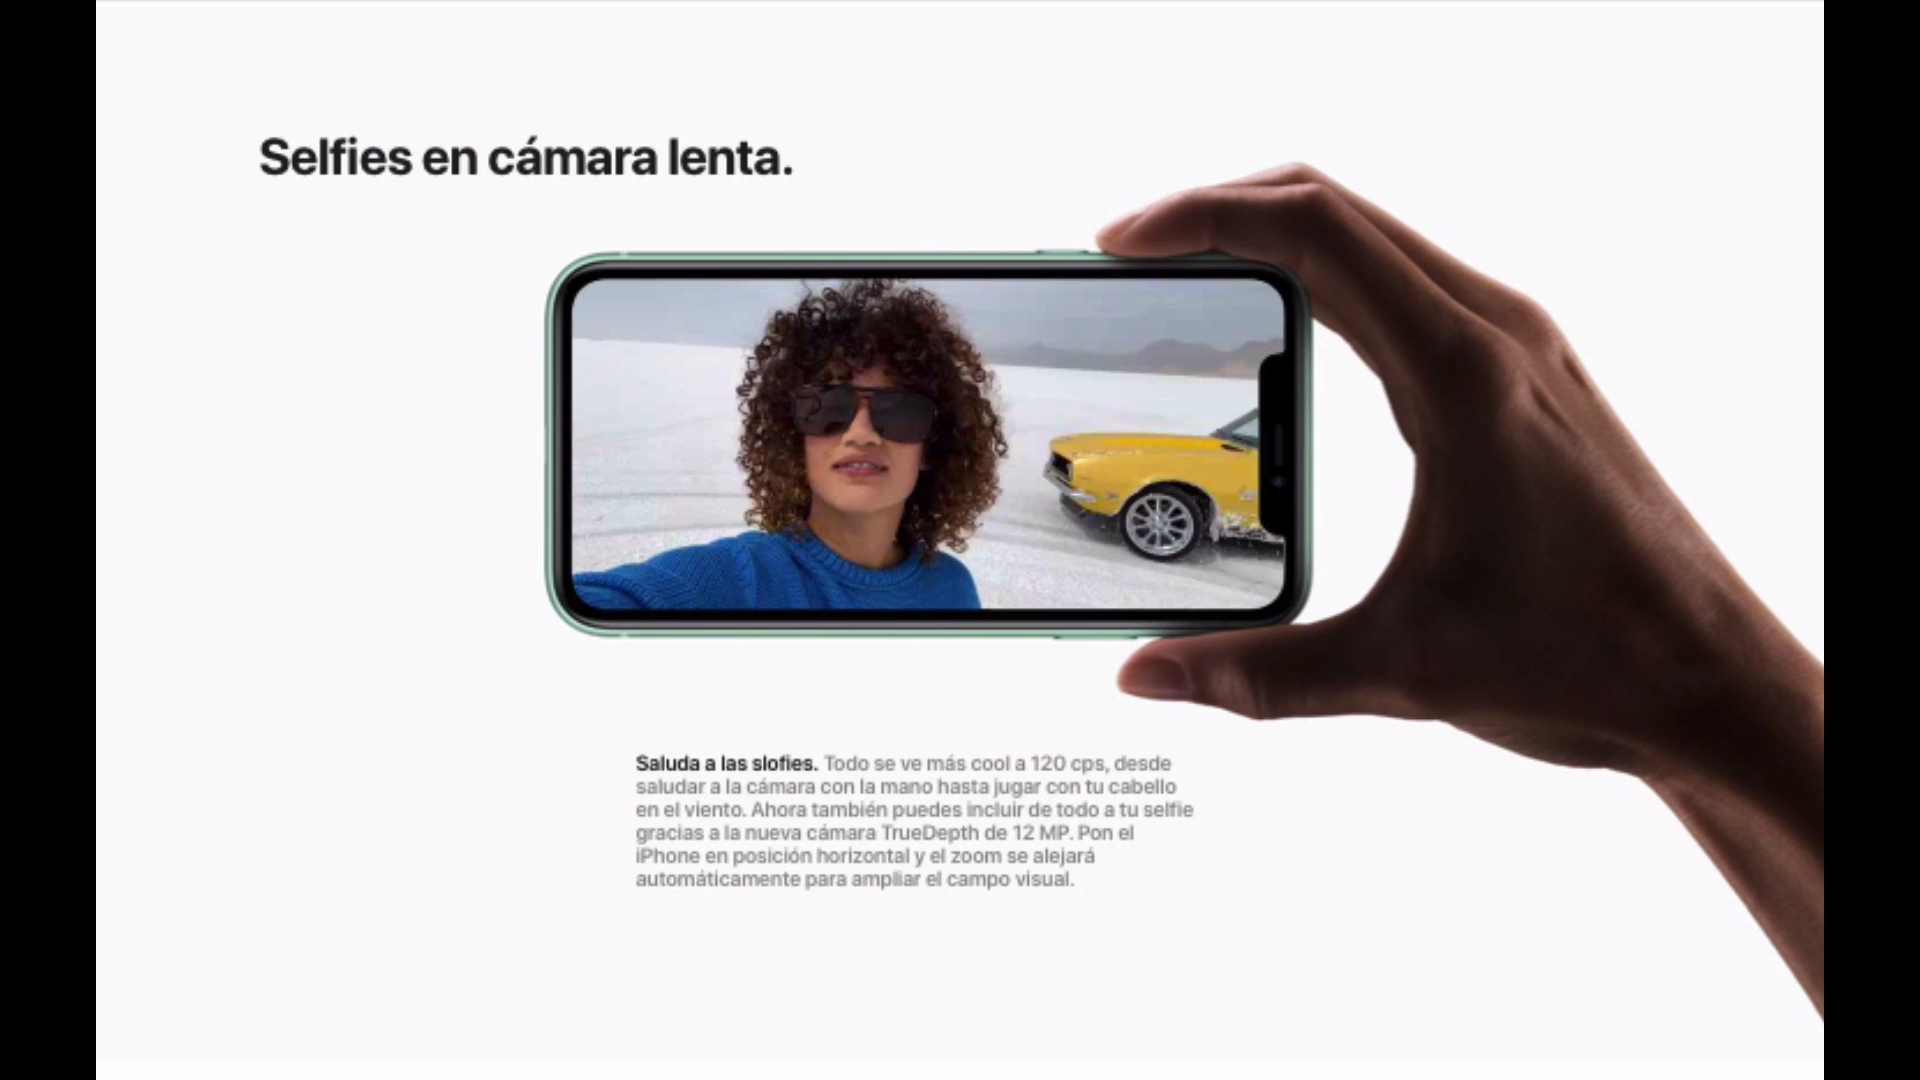 Selfies en cámara lenta.
Saluda a las slofies. Todo se ve más cool a 120 cps, desde
saludar a la cámara con la mano hasta jugar con tu cabello
en el viento. Ahora también puedes incluir de todo a tu selfie
gracias a la nueva cámara TrueDepth de 12 MP. Pon el
iPhone en posición horizontal y el zoom se alejará
automáticamente para ampliar el campo visual.